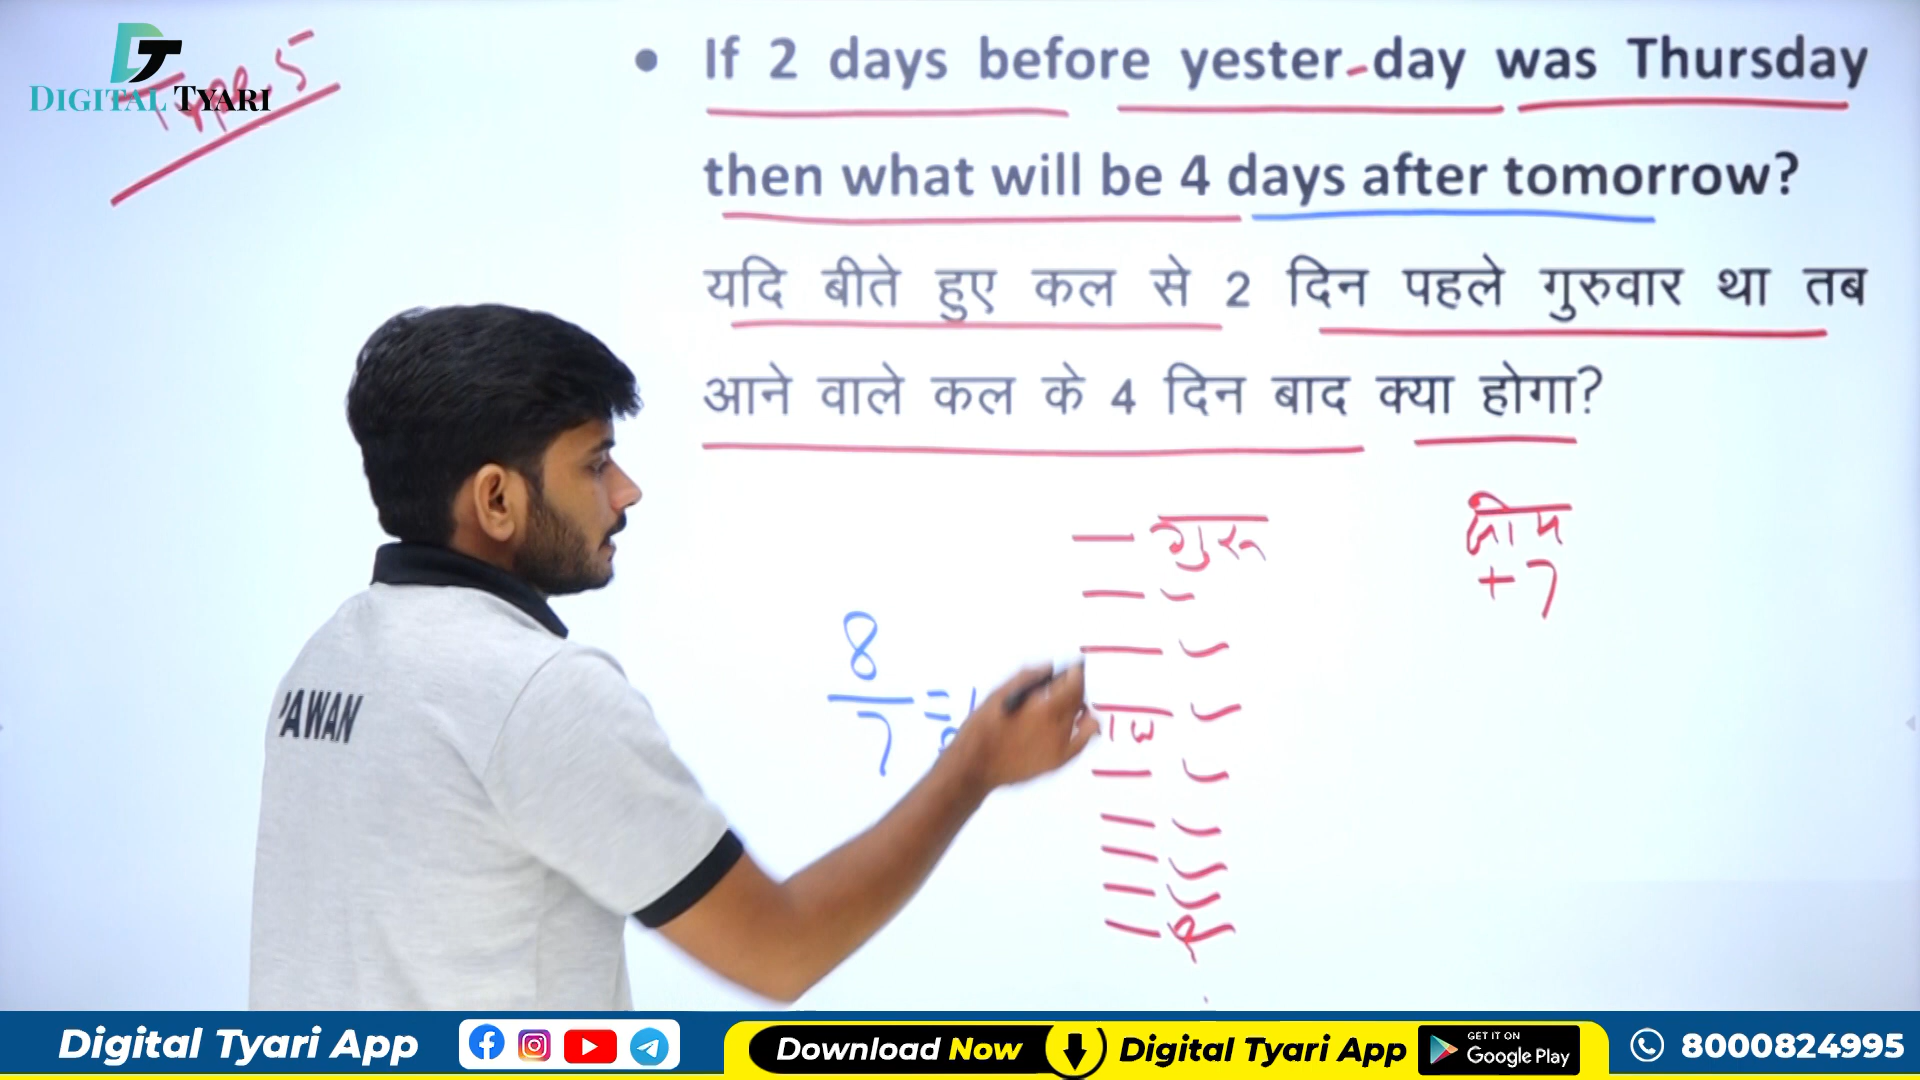 DIGITAL TYARI
Type 5
• If 2 days before yester-day was Thursday
then what will be 4 days after tomorrow?
यदि बीते हुए कल से 2 दिन पहले गुरुवार था तब
आने वाले कल के 4 दिन बाद क्या होगा?
गुरू
+7
8
7
=
PAWAN
Digital Tyari App
Download Now
Digital Tyari App
GET IT ON
Google Play
8000824995